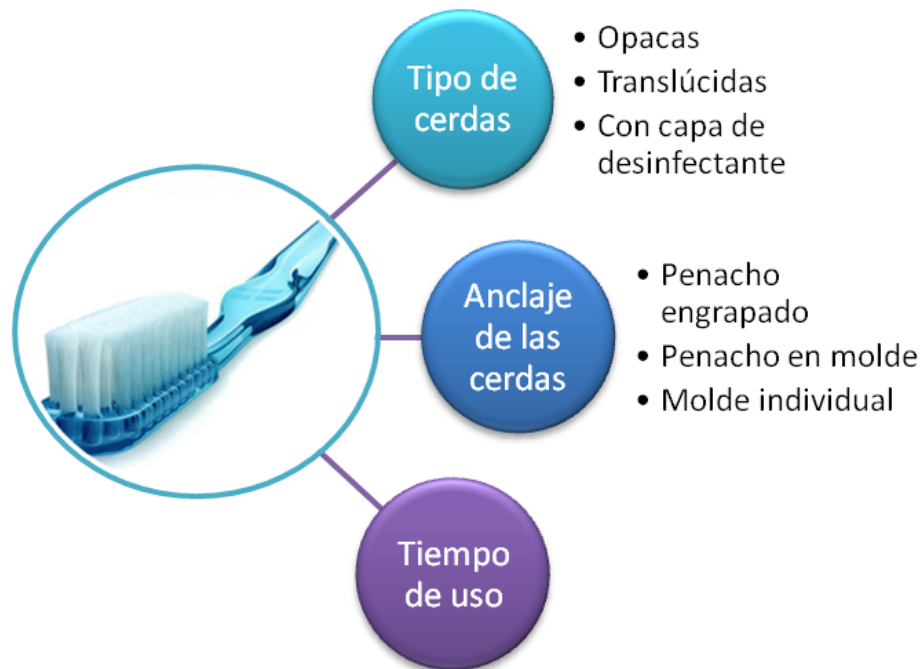 Tipo de
cerdas
• Opacas
• Translúcidas
• Con capa de
desinfectante
Anclaje
de las
cerdas
• Penacho
engrapado
• Penacho en molde
• Molde individual
Tiempo
de uso